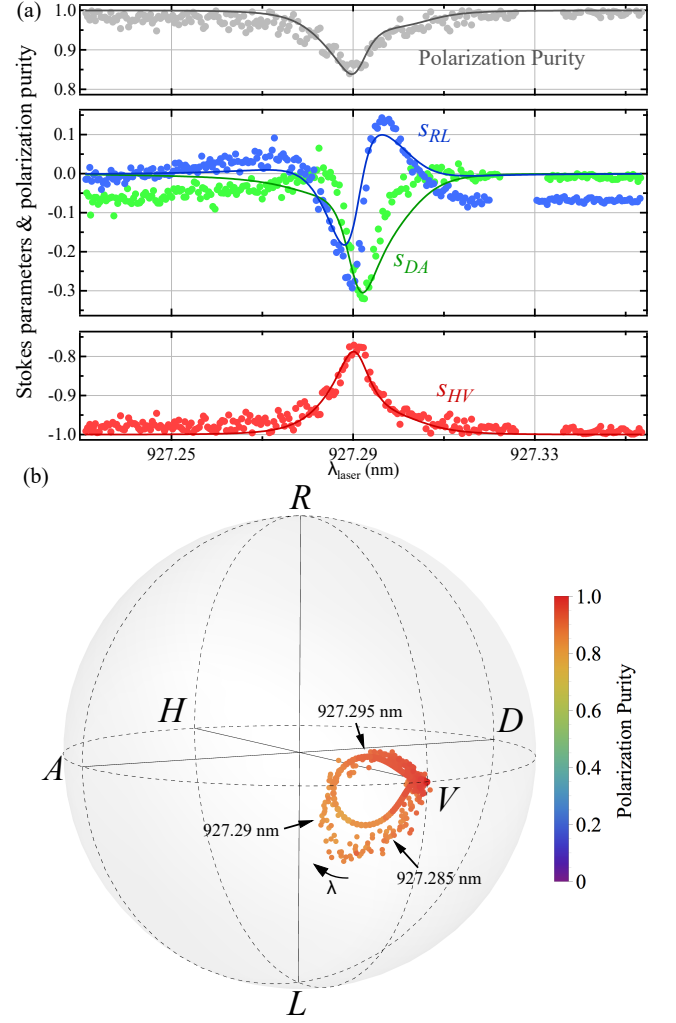 (a)
Stokes parameters & polarization purity
1.0
0.9
0.8
Polarization Purity
0.1
0.0
-0.1
-0.2
-0.3
s_RL
s_DA
-0.8
-0.9
-1.0
s_HV
927.25
927.29
927.33
λ_laser (nm)
(b)
R
H
D
A
V
L
927.295 nm
927.29 nm
927.285 nm
λ
1.0
0.8
0.6
0.4
0.2
0
Polarization Purity